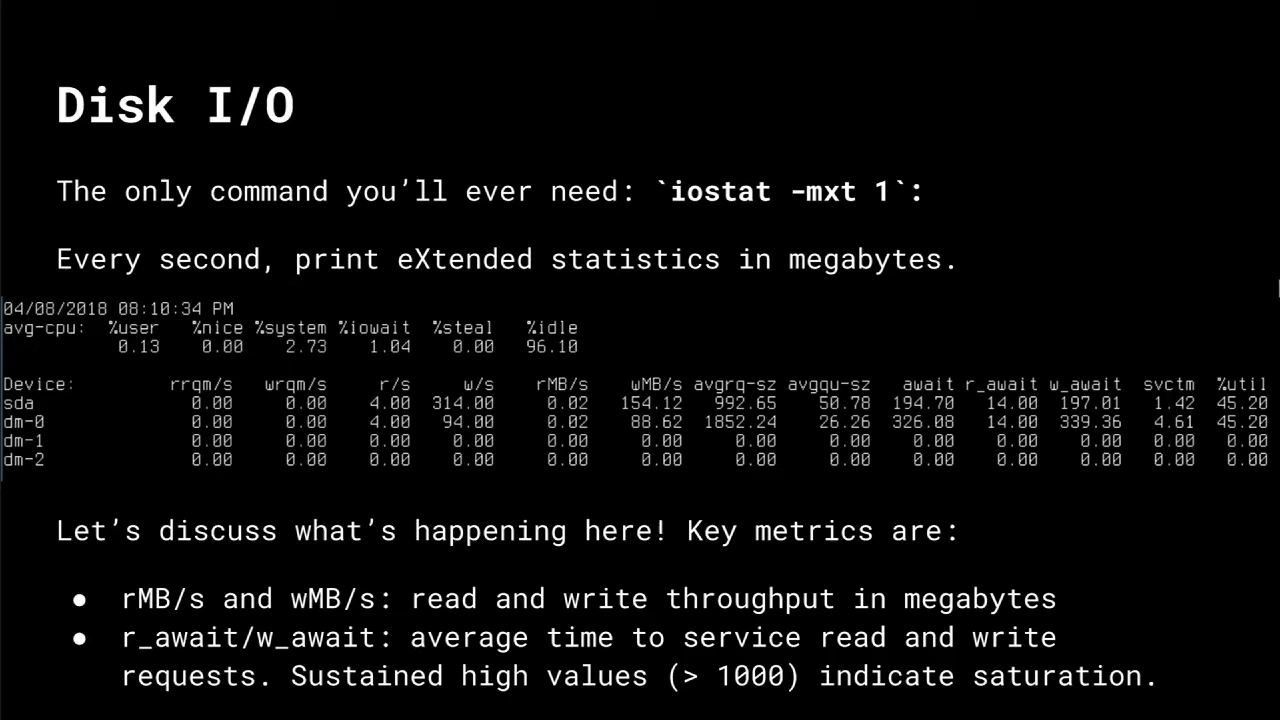 Disk I/O
The only command you’ll ever need: `iostat -mxt 1`:
Every second, print eXtended statistics in megabytes.
04/08/2018 08:10:34 PM
avg-cpu: %user %nice %system %iowait %steal %idle
0.13 0.00 2.73 1.04 0.00 96.10
Device: rrqm/s wrqm/s r/s w/s rMB/s wMB/s avgrq-sz avgqu-sz await r_await w_await svctm %util
sda 0.00 0.00 4.00 314.00 0.02 154.12 992.65 50.78 194.70 14.00 197.01 1.42 45.20
dm-0 0.00 0.00 4.00 94.00 0.02 88.62 1852.24 26.26 326.08 14.00 339.36 4.61 45.20
dm-1 0.00 0.00 0.00 0.00 0.00 0.00 0.00 0.00 0.00 0.00 0.00 0.00 0.00
dm-2 0.00 0.00 0.00 0.00 0.00 0.00 0.00 0.00 0.00 0.00 0.00 0.00 0.00
Let’s discuss what’s happening here! Key metrics are:
● rMB/s and wMB/s: read and write throughput in megabytes
● r_await/w_await: average time to service read and write
requests. Sustained high values (> 1000) indicate saturation.